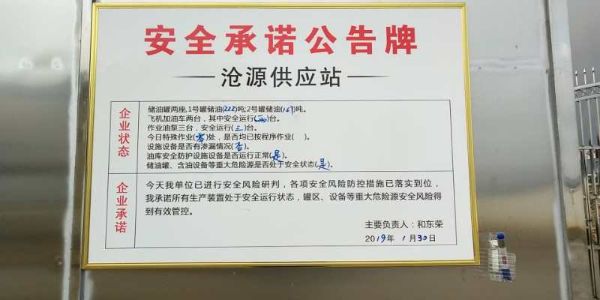 安全承诺公告牌
沧源供应站
企业状态
储油罐两座,1号罐储油(222)吨;2号罐储油(167)吨。
飞机加油车两台,其中安全运行(二)台。
作业油泵三台,安全运行(三)台。
今日特殊作业(零)处,是否均已按程序作业( )。
设施设备是否有渗漏情况(否)。
油库安全防护设施设备是否运行正常(是)。
储油罐、含油设备等重大危险源是否处于安全状态(是)。
企业承诺
今天我单位已进行安全风险研判,各项安全风险防控措施已落实到位,
我承诺所有生产装置处于安全运行状态,罐区、设备等重大危险源安全风险得
到有效管控。
主要负责人:和东荣
2019年 1月30日